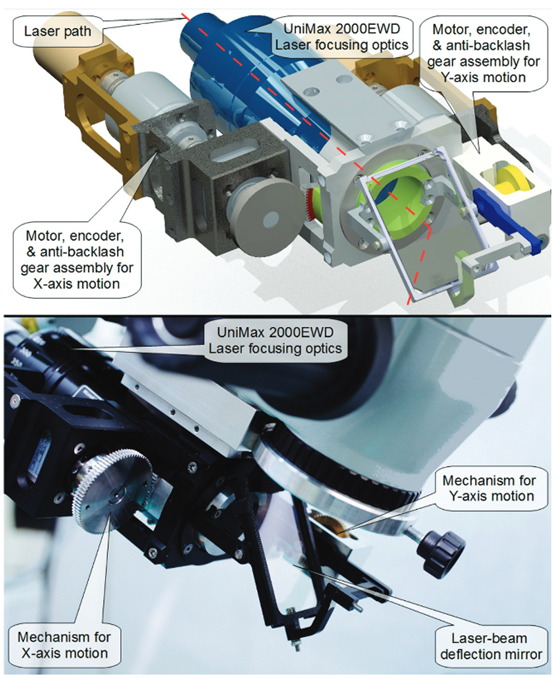 Laser path
UniMax 2000EWD
Laser focusing optics
Motor, encoder,
& anti-backlash
gear assembly for
Y-axis motion
Motor, encoder,
& anti-backlash
gear assembly for
X-axis motion
UniMax 2000EWD
Laser focusing optics
Mechanism for
Y-axis motion
Mechanism for
X-axis motion
Laser-beam
deflection mirror